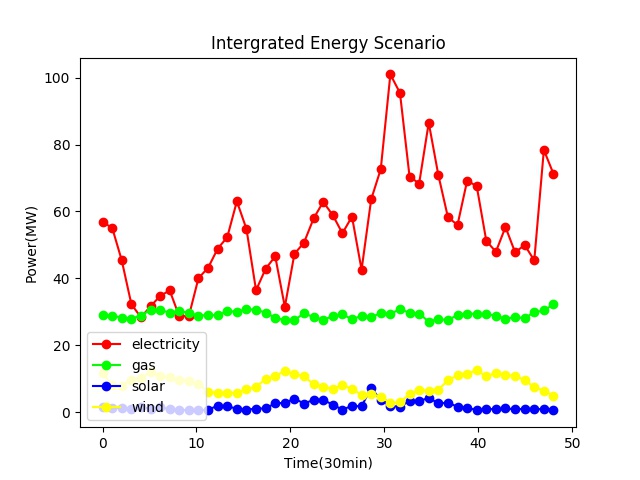 Intergrated Energy Scenario
Power(MW)
100
80
60
40
20
0
electricity
gas
solar
wind
0 10 20 30 40 50
Time(30min)